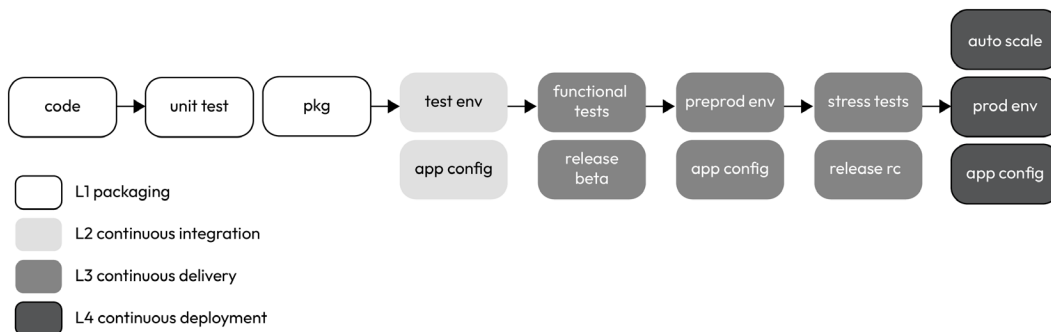 auto scale
code
unit test
pkg
test env
functional
tests
preprod env
stress tests
prod env
app config
release
beta
app config
release rc
app config
L1 packaging
L2 continuous integration
L3 continuous delivery
L4 continuous deployment